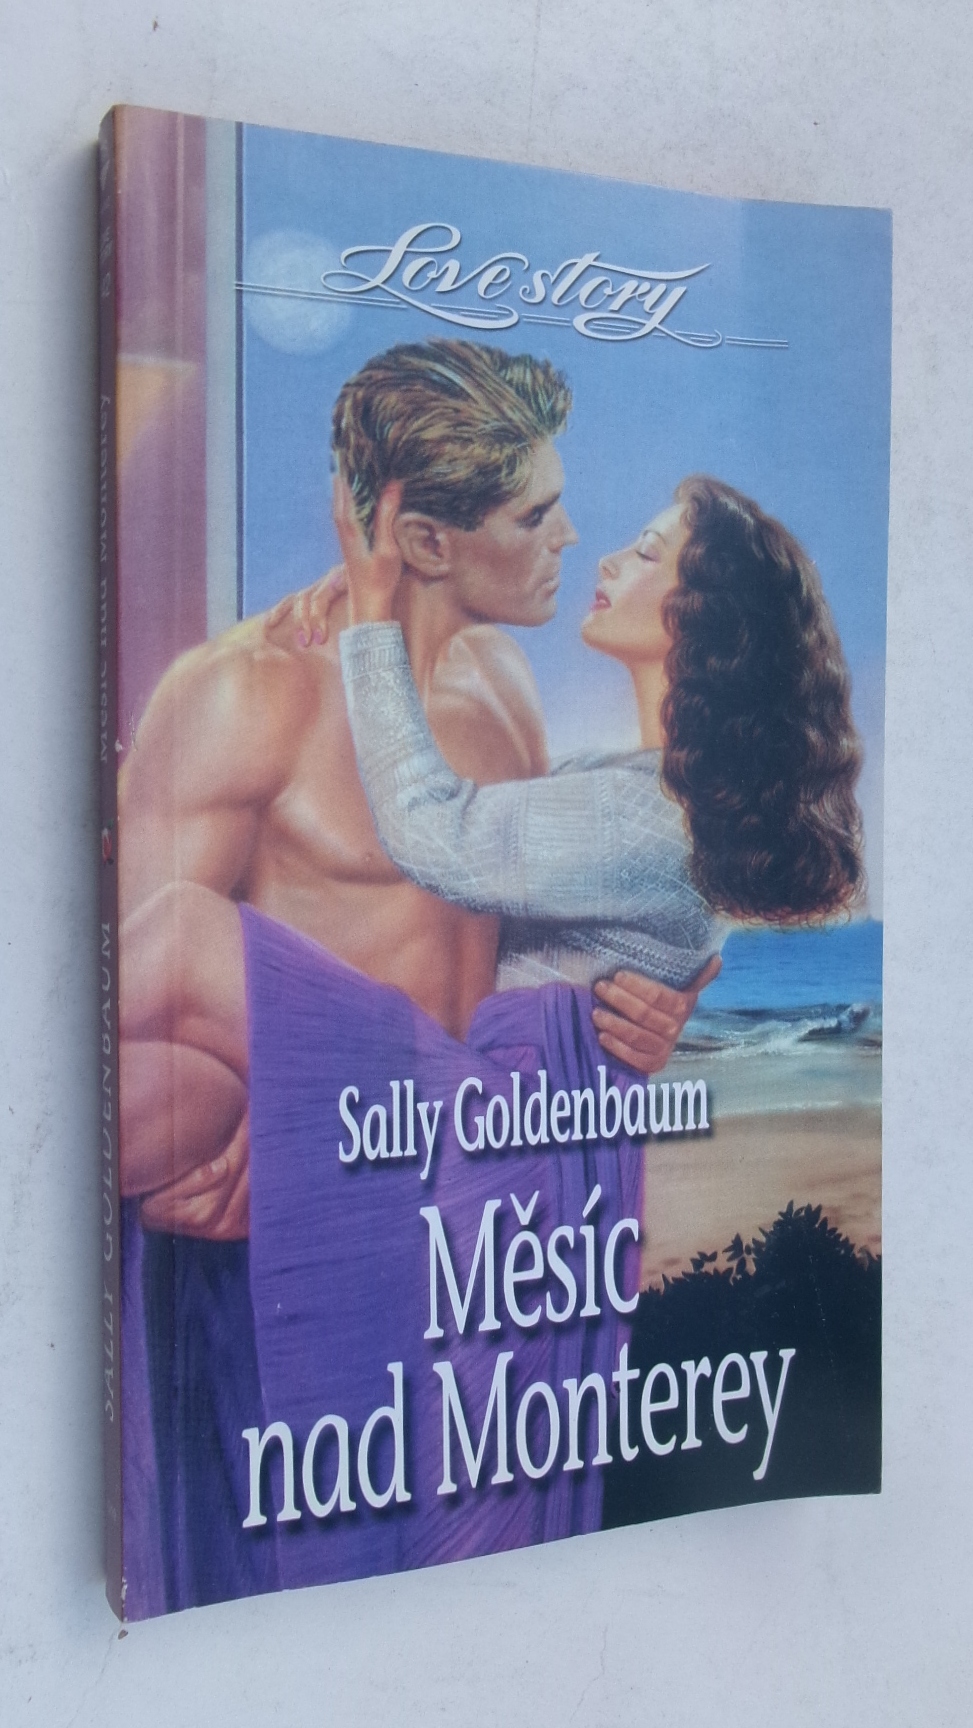 Love story
Sally Goldenbaum
Měsíc
nad Monterey
SALLY GOLDENBAUM Měsíc nad Monterey